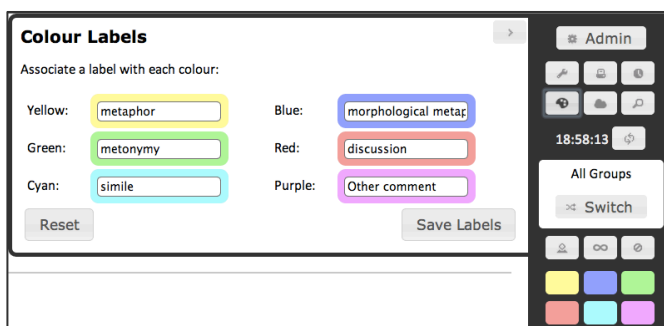 Colour Labels
Admin
Associate a label with each colour:
Yellow: metaphor Blue: morphological metap
Green: metonymy Red: discussion
18:58:13
All Groups
Cyan: simile Purple: Other comment
Switch
Reset Save Labels